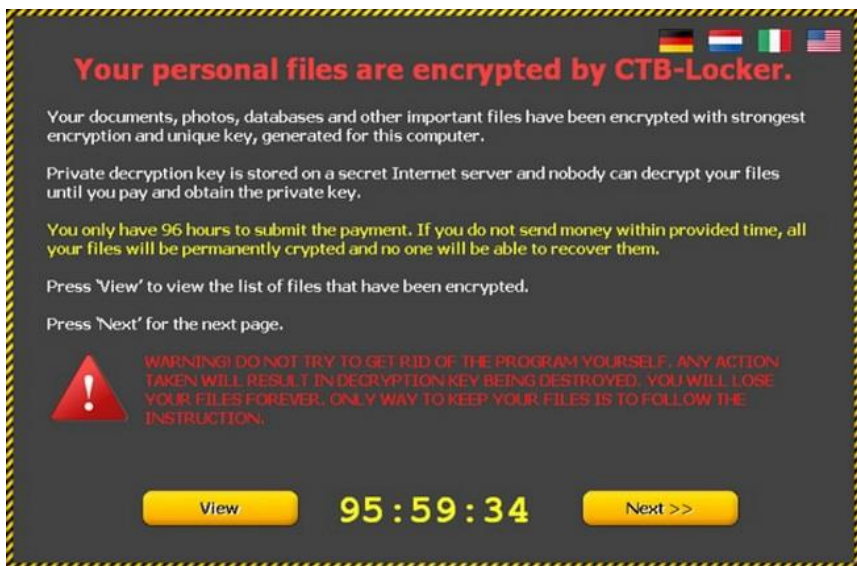 Your personal files are encrypted by CTB-Locker.
Your documents, photos, databases and other important files have been encrypted with strongest
encryption and unique key, generated for this computer.
Private decryption key is stored on a secret Internet server and nobody can decrypt your files
until you pay and obtain the private key.
You only have 96 hours to submit the payment. If you do not send money within provided time, all
your files will be permanently crypted and no one will be able to recover them.
Press 'View' to view the list of files that have been encrypted.
Press 'Next' for the next page.
WARNING! DO NOT TRY TO GET RID OF THE PROGRAM YOURSELF. ANY ACTION
TAKEN WILL RESULT IN DECRYPTION KEY BEING DESTROYED. YOU WILL LOSE
YOUR FILES FOREVER. ONLY WAY TO KEEP YOUR FILES IS TO FOLLOW THE
INSTRUCTION.
View
95:59:34
Next >>